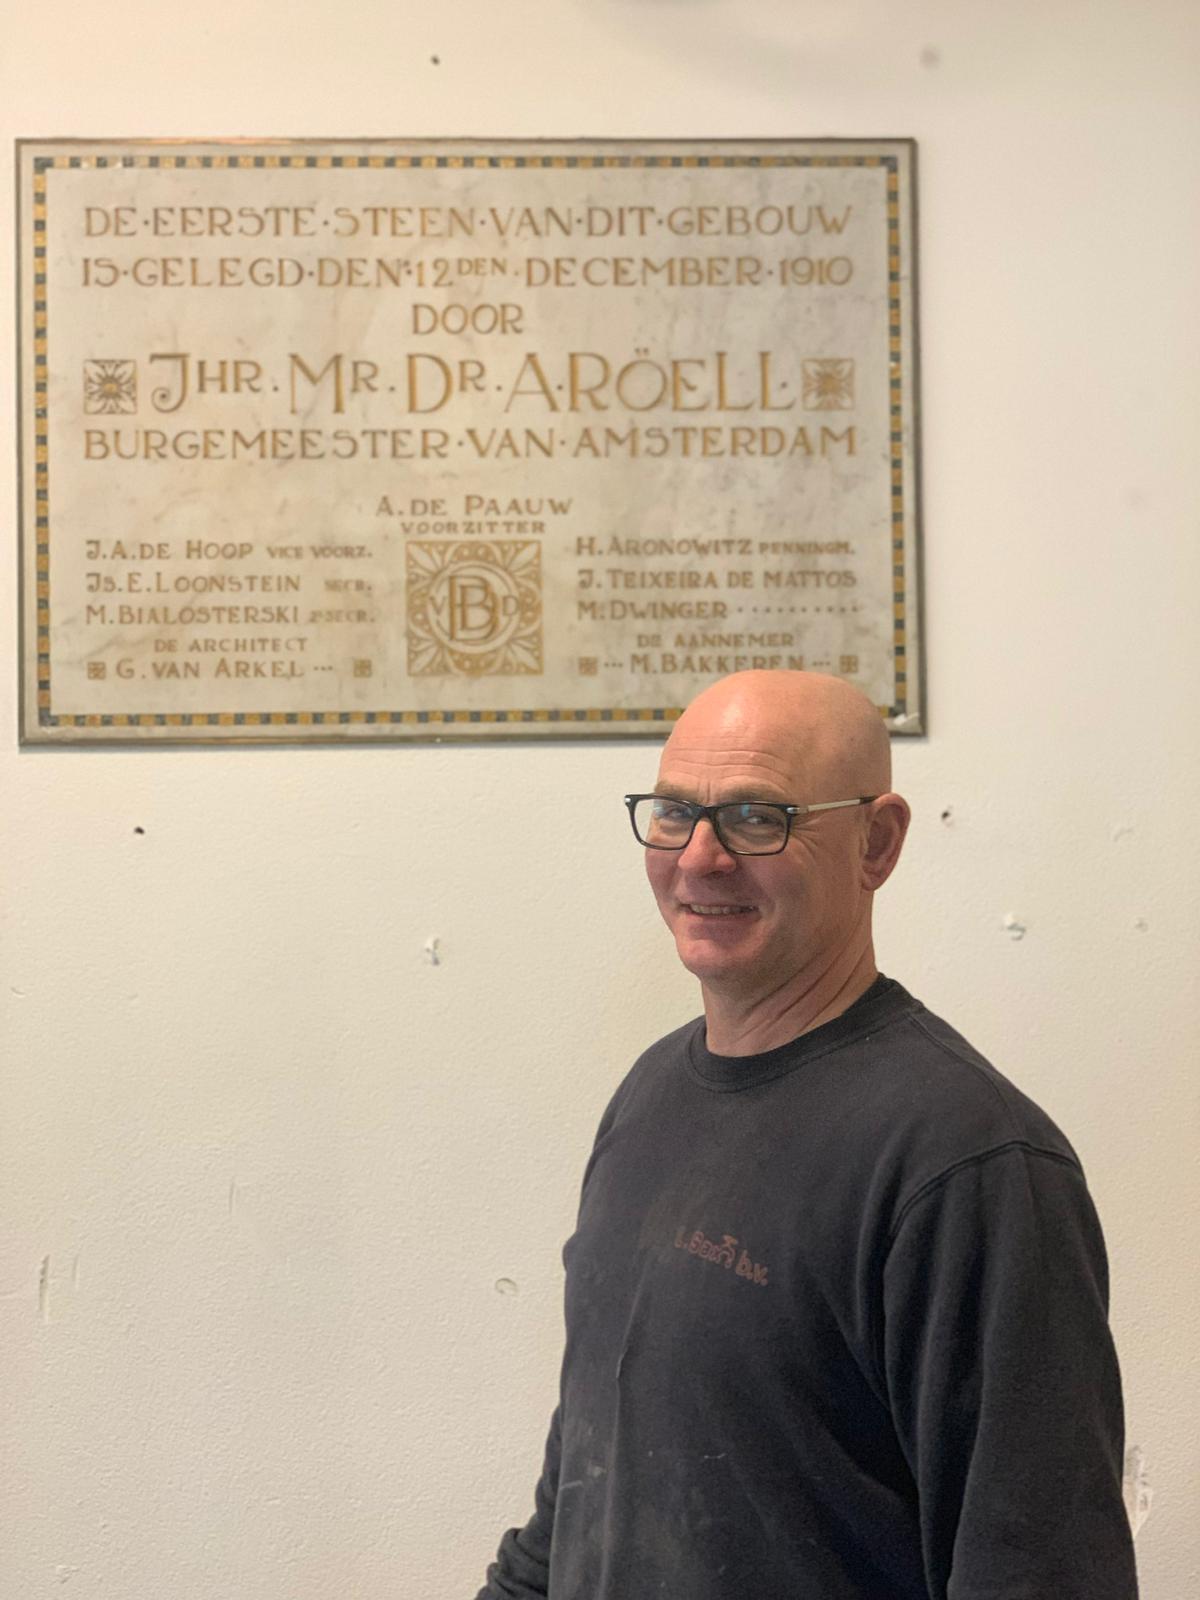 DE·EERSTE·STEEN·VAN·DIT·GEBOUW
IS·GELEGD·DEN·12DEN·DECEMBER·1910
DOOR
JHR. MR. DR. A. RÖELL.
BURGEMEESTER·VAN·AMSTERDAM
A. DE PAAUW
VOORZITTER
J.A. DE HOOP VICE VOORZ.
JS. E. LOONSTEIN SECR.
M. BIALOSTERSKI 2E SECR.
DE ARCHITECT
G. VAN ARKEL ...
VBD
H. ARONOWITZ PENNINGM.
J. TEIXEIRA DE MATTOS
M. DWINGER ..........
DE AANNEMER
... M. BAKKEREN ...
b.v.